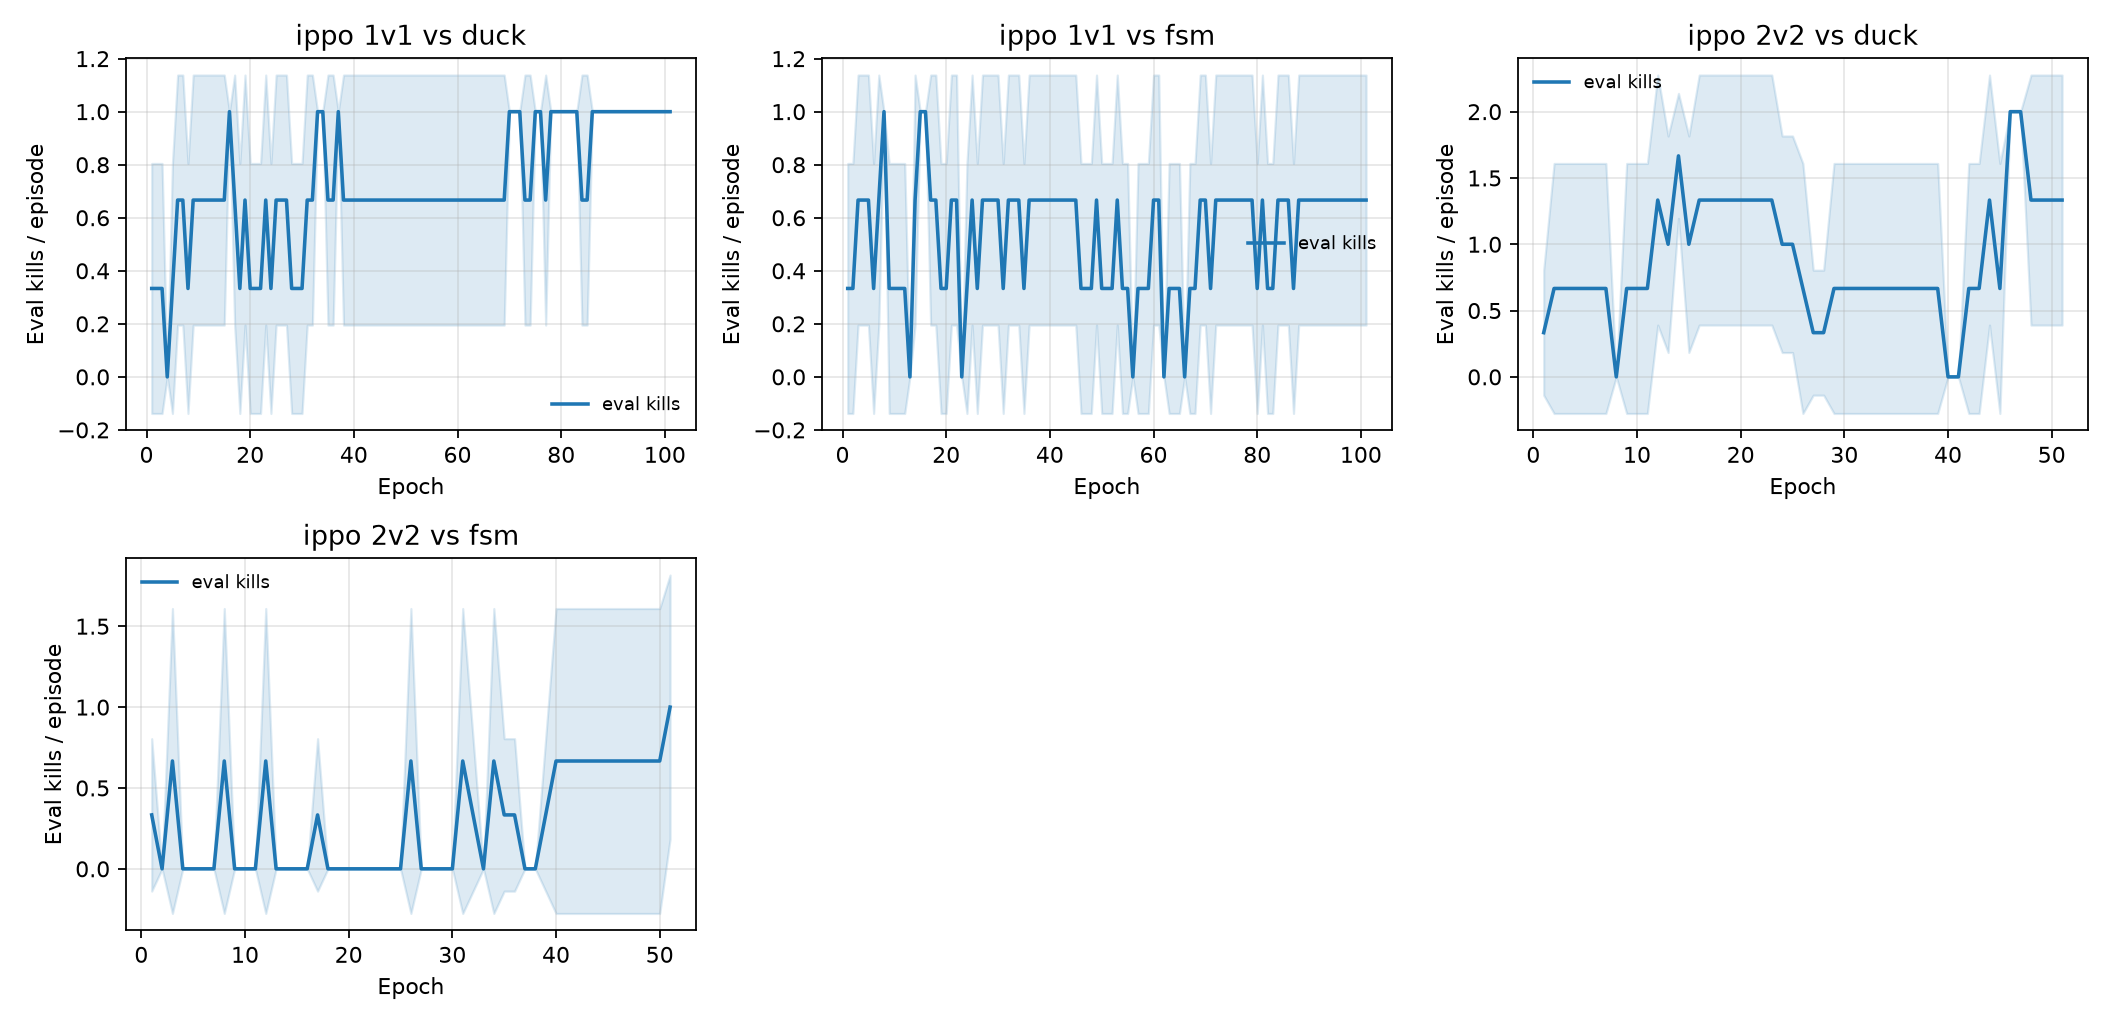 ippo 1v1 vs duck
Eval kills / episode
1.2
1.0
0.8
0.6
0.4
0.2
0.0
−0.2
eval kills
0 20 40 60 80 100
Epoch
ippo 1v1 vs fsm
Eval kills / episode
1.2
1.0
0.8
0.6
0.4
0.2
0.0
−0.2
eval kills
0 20 40 60 80 100
Epoch
ippo 2v2 vs duck
Eval kills / episode
eval kills
2.0
1.5
1.0
0.5
0.0
0 10 20 30 40 50
Epoch
ippo 2v2 vs fsm
Eval kills / episode
eval kills
1.5
1.0
0.5
0.0
0 10 20 30 40 50
Epoch